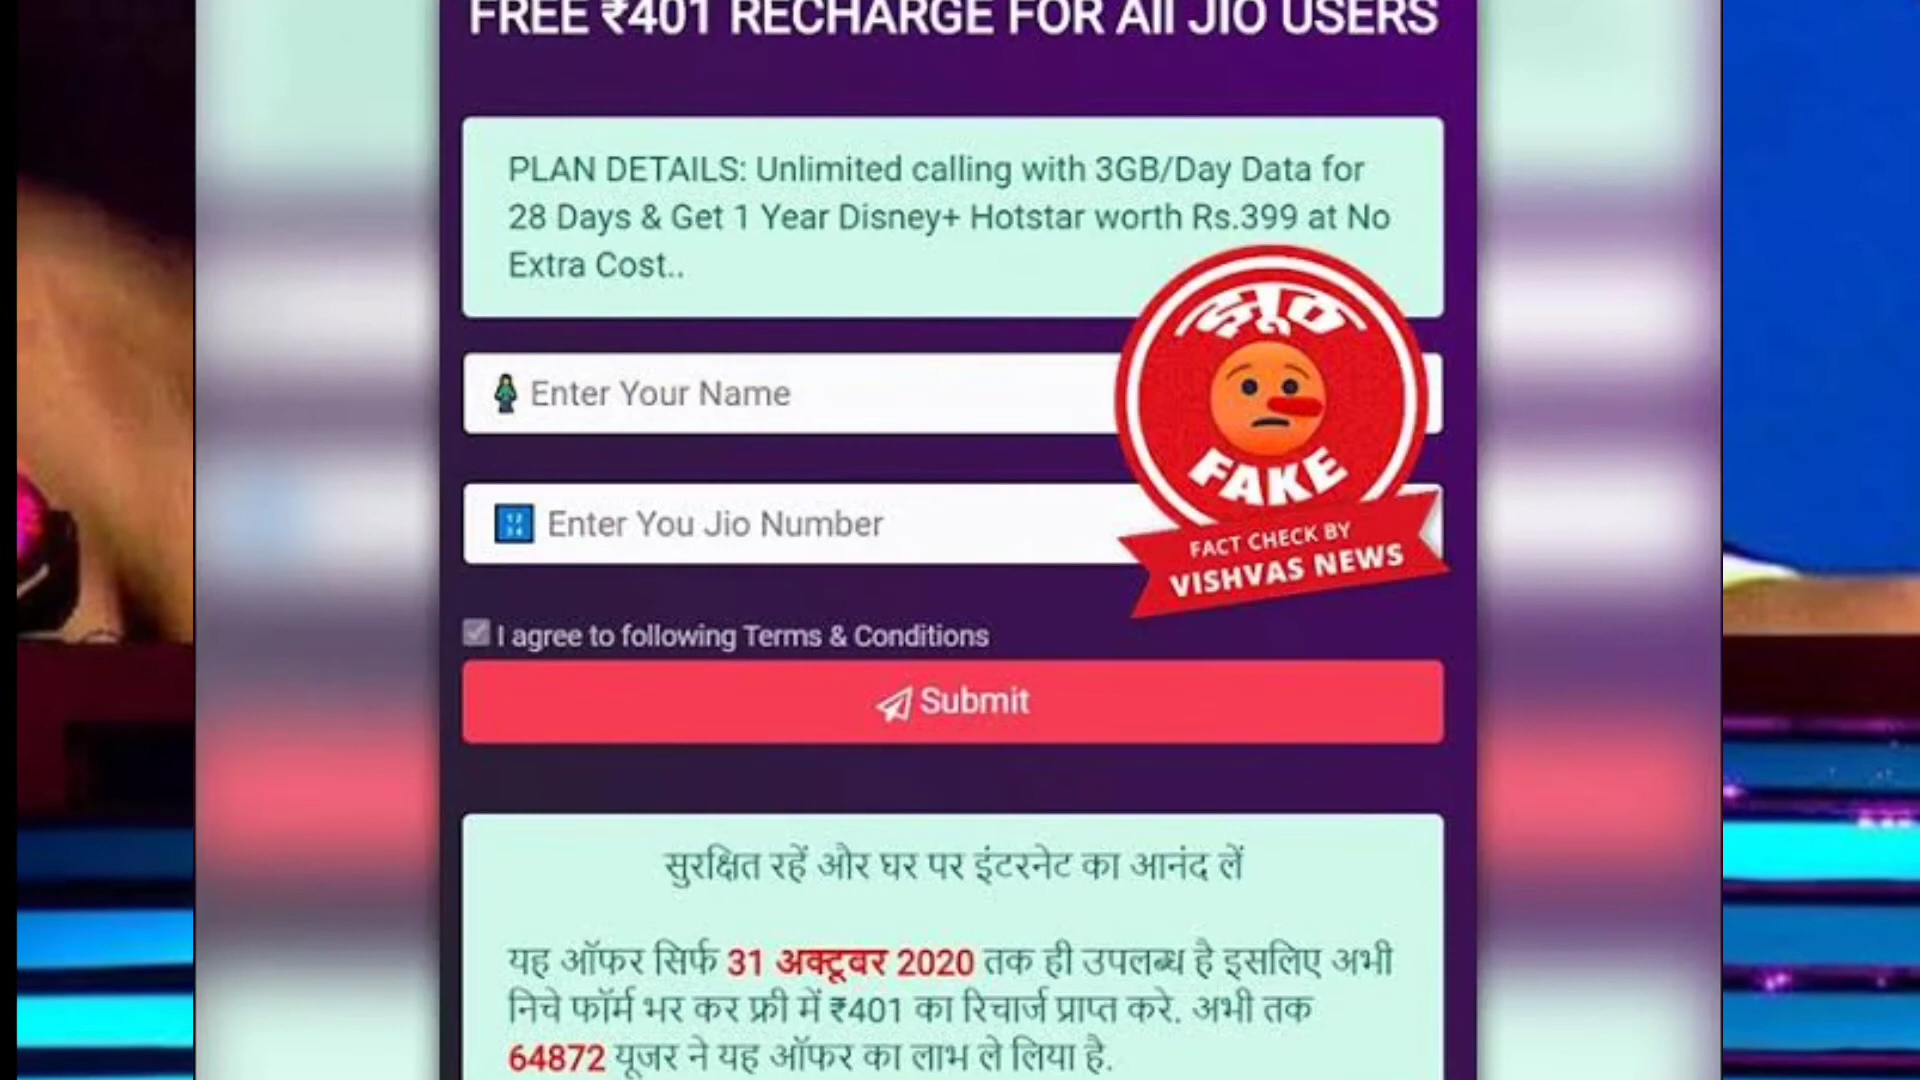 FREE ₹401 RECHARGE FOR All JIO USERS
PLAN DETAILS: Unlimited calling with 3GB/Day Data for
28 Days & Get 1 Year Disney+ Hotstar worth Rs.399 at No
Extra Cost..
झूठ
Enter Your Name
FAKE
Enter You Jio Number
FACT CHECK BY
VISHVAS NEWS
I agree to following Terms & Conditions
Submit
सुरक्षित रहें और घर पर इंटरनेट का आनंद लें
यह ऑफर सिर्फ 31 अक्टूबर 2020 तक ही उपलब्ध है इसलिए अभी
निचे फॉर्म भर कर फ्री में ₹401 का रिचार्ज प्राप्त करे. अभी तक
64872 यूजर ने यह ऑफर का लाभ ले लिया है.